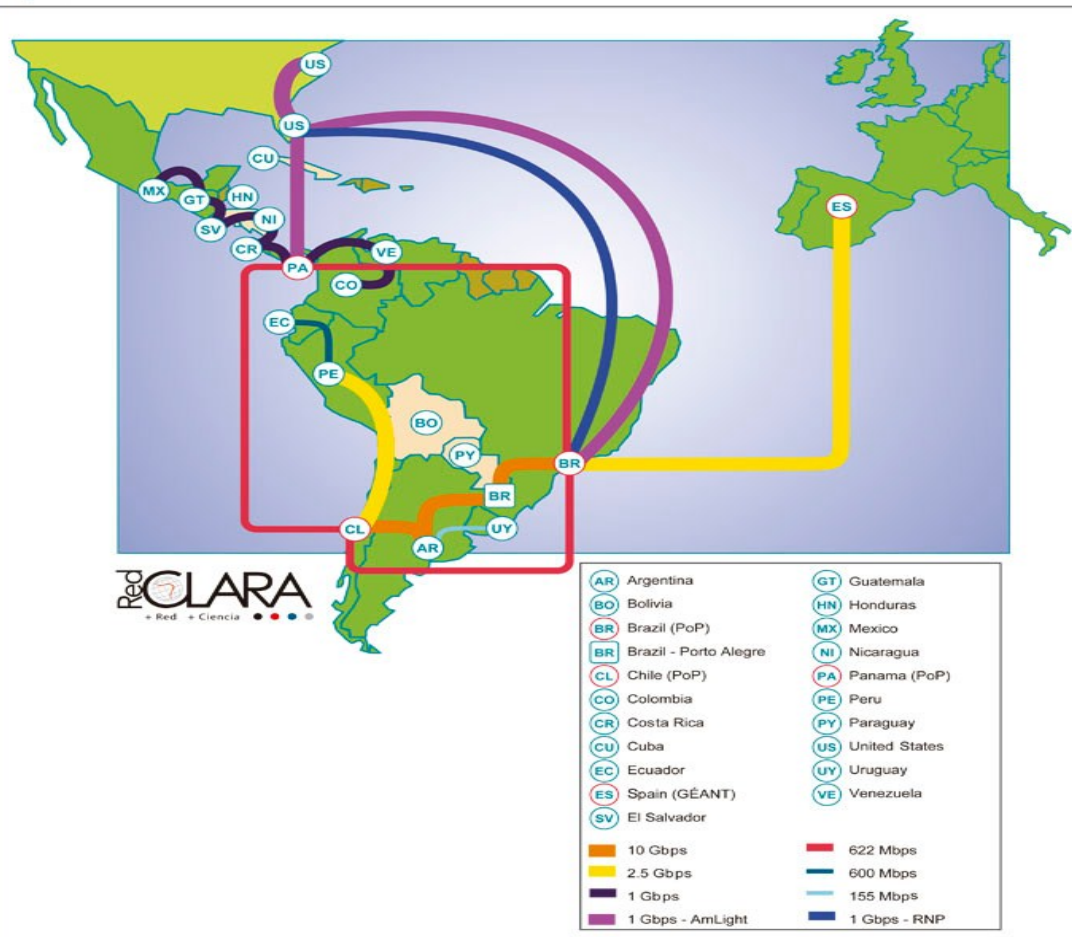 US
US
CU
MX
GT
HN
SV
NI
CR
VE
PA
CO
EC
PE
BO
PY
BR
BR
CL
UY
AR
ES
Red CLARA
+ Red + Ciencia
AR Argentina
BO Bolivia
BR Brazil (PoP)
BR Brazil - Porto Alegre
CL Chile (PoP)
CO Colombia
CR Costa Rica
CU Cuba
EC Ecuador
ES Spain (GÉANT)
SV El Salvador
GT Guatemala
HN Honduras
MX Mexico
NI Nicaragua
PA Panama (PoP)
PE Peru
PY Paraguay
US United States
UY Uruguay
VE Venezuela
10 Gbps
2.5 Gbps
1 Gbps
1 Gbps - AmLight
622 Mbps
600 Mbps
155 Mbps
1 Gbps - RNP